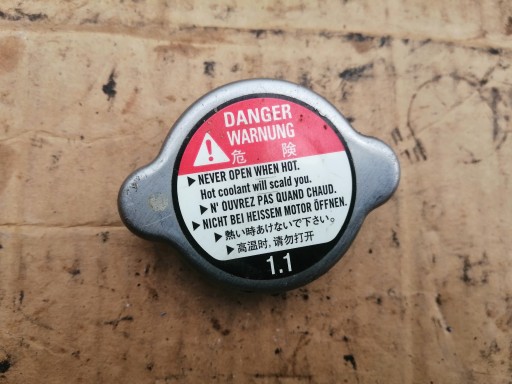 DANGER
WARNUNG
危 険
▶ NEVER OPEN WHEN HOT.
Hot coolant will scald you.
▶ N' OUVREZ PAS QUAND CHAUD.
▶ NICHT BEI HEISSEM MOTOR ÖFFNEN.
▶ 熱い時あけないで下さい。
▶ 高温时, 请勿打开
1.1